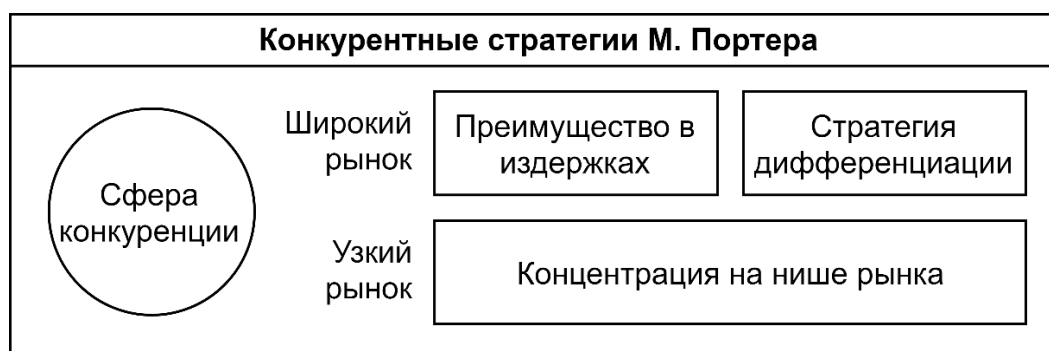 Конкурентные стратегии М. Портера
Сфера
конкуренции
Широкий
рынок
Преимущество в
издержках
Стратегия
дифференциации
Узкий
рынок
Концентрация на нише рынка